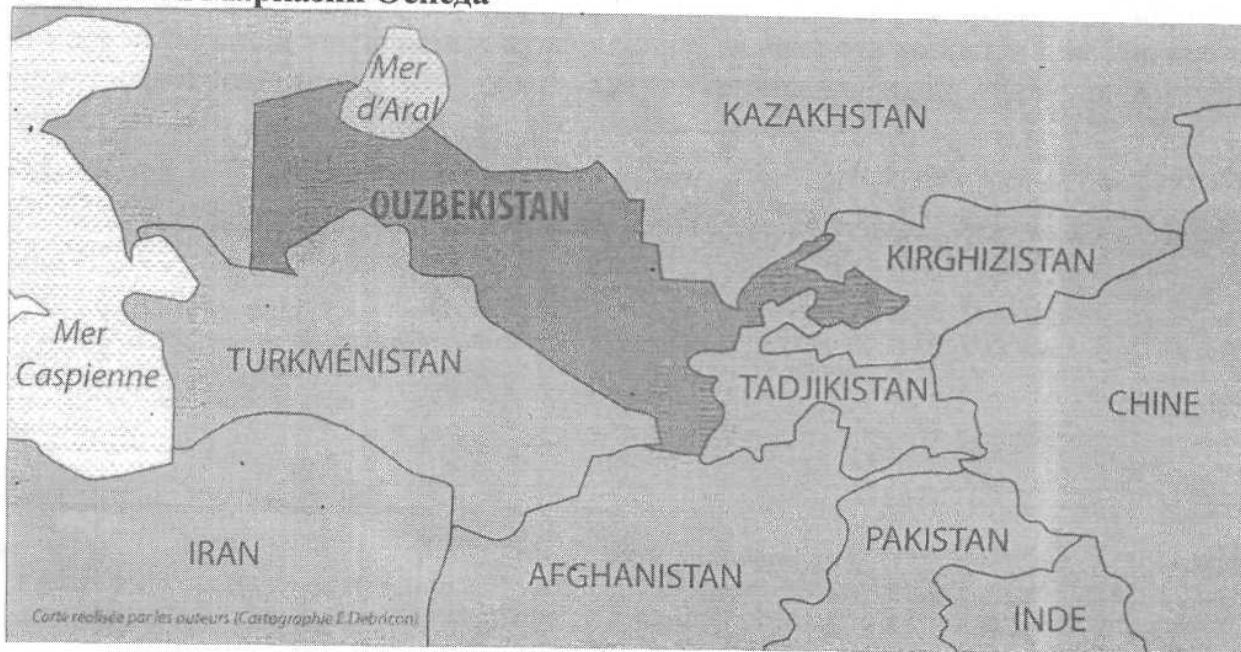 Mer
d'Aral
KAZAKHSTAN
OUZBEKISTAN
KIRGHIZISTAN
Mer
Caspienne
TURKMÉNISTAN
TADJIKISTAN
CHINE
IRAN
AFGHANISTAN
PAKISTAN
INDE
Carte réalisée par les auteurs (Cartographie E.Debricon)